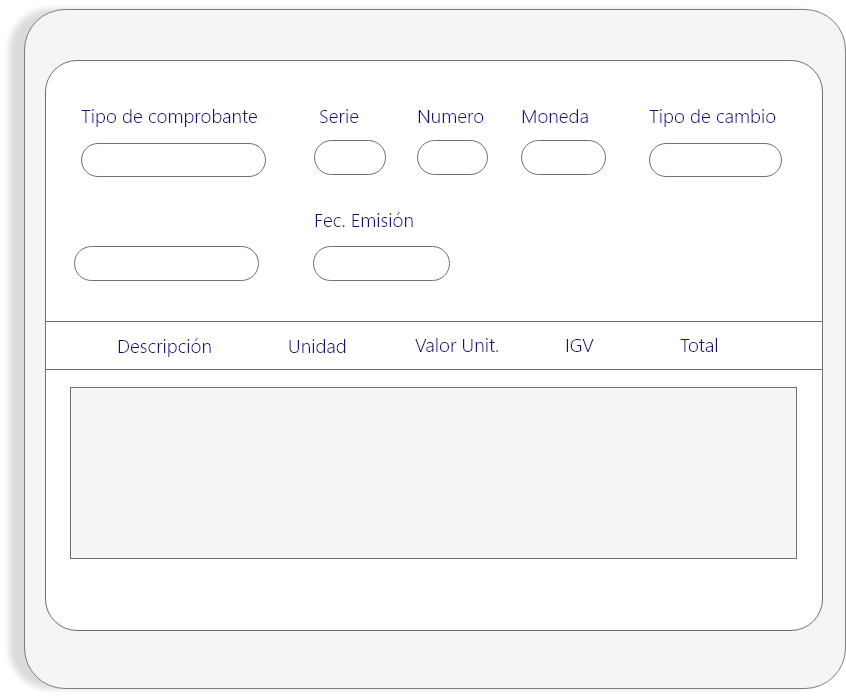 Tipo de comprobante Serie Numero Moneda Tipo de cambio
Fec. Emisión
Descripción Unidad Valor Unit. IGV Total